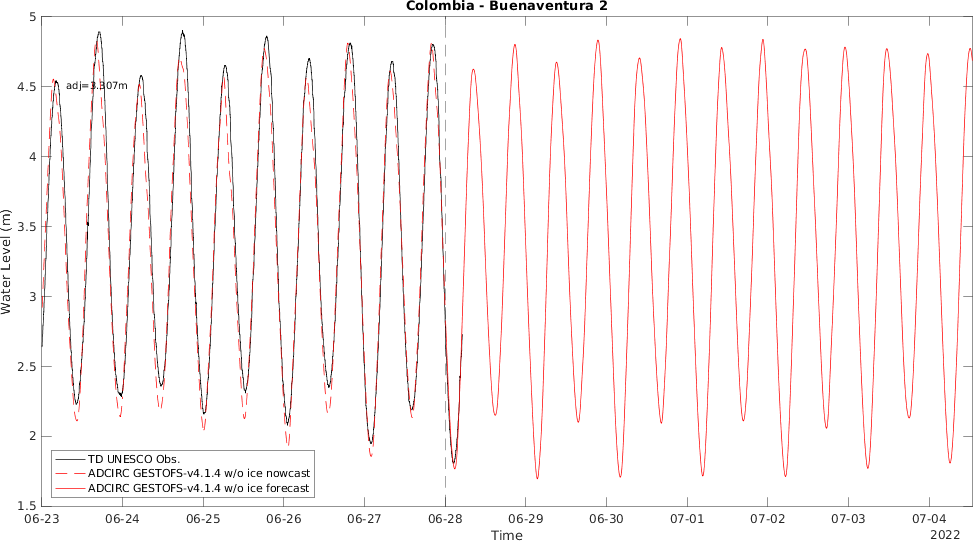 Colombia - Buenaventura 2
5
4.5
4
3.5
3
2.5
2
1.5
Water Level (m)
adj=3.307m
TD UNESCO Obs.
ADCIRC GESTOFS-v4.1.4 w/o ice nowcast
ADCIRC GESTOFS-v4.1.4 w/o ice forecast
06-23 06-24 06-25 06-26 06-27 06-28 06-29 06-30 07-01 07-02 07-03 07-04
2022
Time